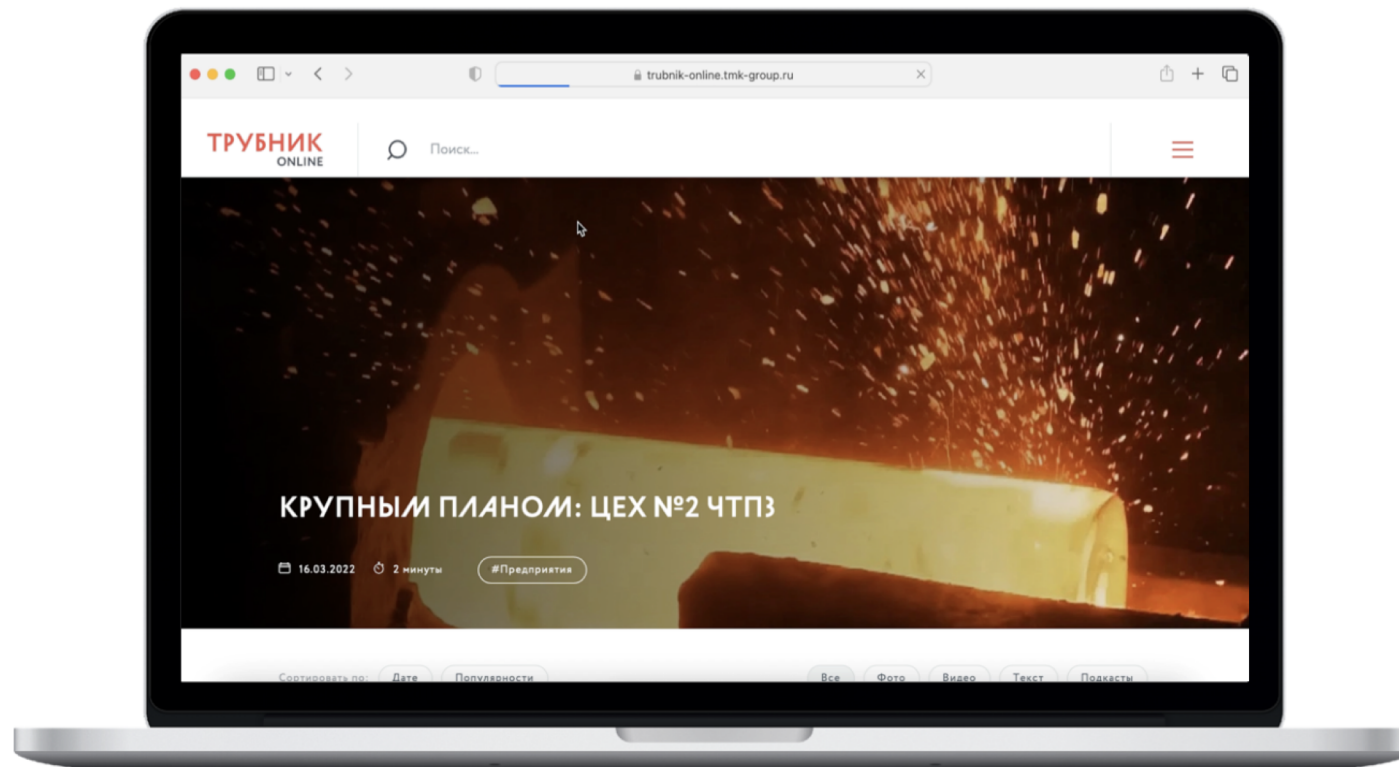 trubnik-online.tmk-group.ru
ТРУБНИК
ONLINE
Поиск...
КРУПНЫМ ПЛАНОМ: ЦЕХ №2 ЧТПЗ
16.03.2022 2 минуты #Предприятия
Сортировать по: Дате Популярности Все Фото Видео Текст Подкасты